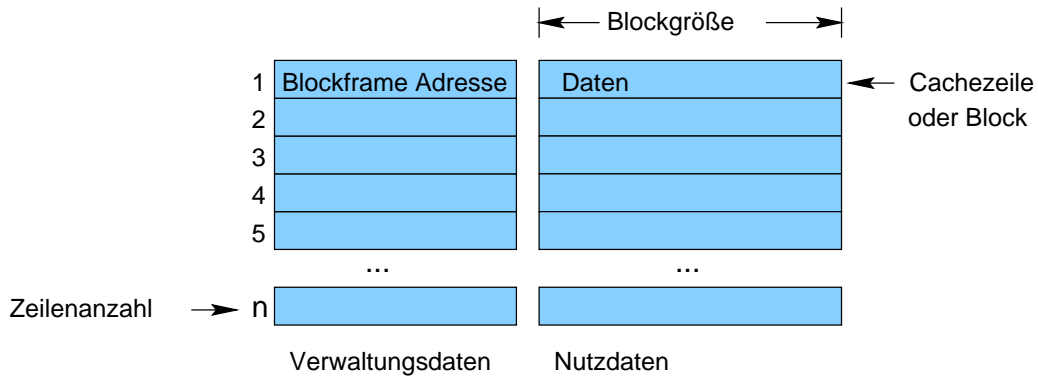 Blockgröße
1 Blockframe Adresse Daten Cachezeile
2 oder Block
3
4
5
... ...
Zeilenanzahl n
Verwaltungsdaten Nutzdaten